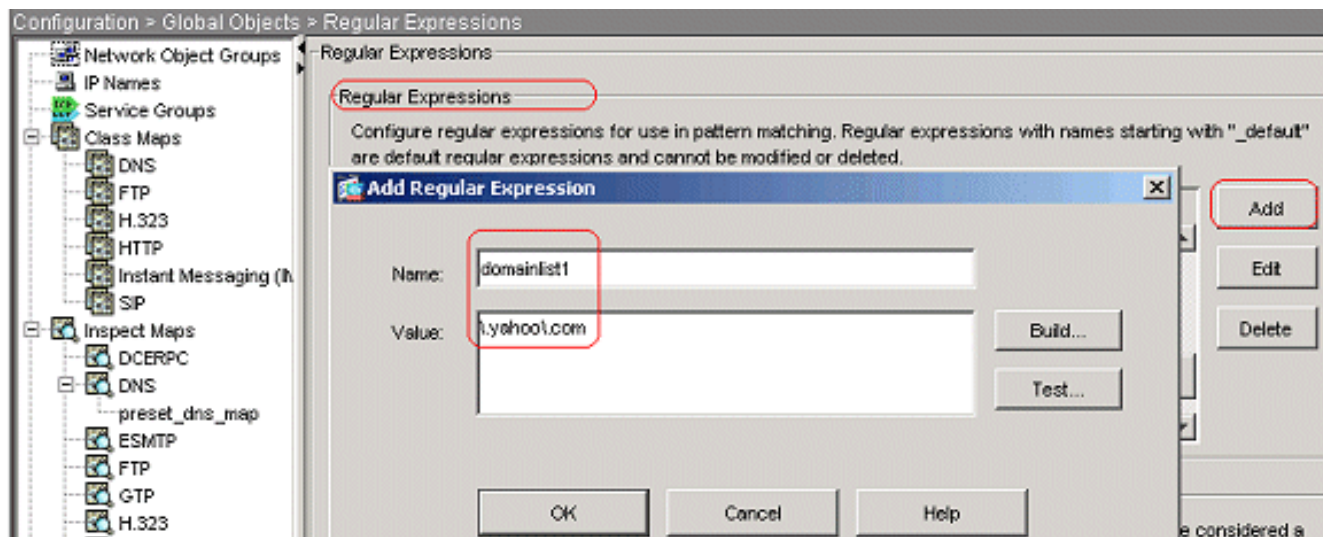 Configuration > Global Objects > Regular Expressions
Network Object Groups
IP Names
Service Groups
Class Maps
DNS
FTP
H.323
HTTP
Instant Messaging (IM
SIP
Inspect Maps
DCERPC
DNS
preset_dns_map
ESMTP
FTP
GTP
H.323
Regular Expressions
Regular Expressions
Configure regular expressions for use in pattern matching. Regular expressions with names starting with "_default"
are default regular expressions and cannot be modified or deleted.
Add Regular Expression
Name:
domainlist1
Value:
\.yahoo\.com
Build...
Test...
OK
Cancel
Help
Add
Edit
Delete
e considered a